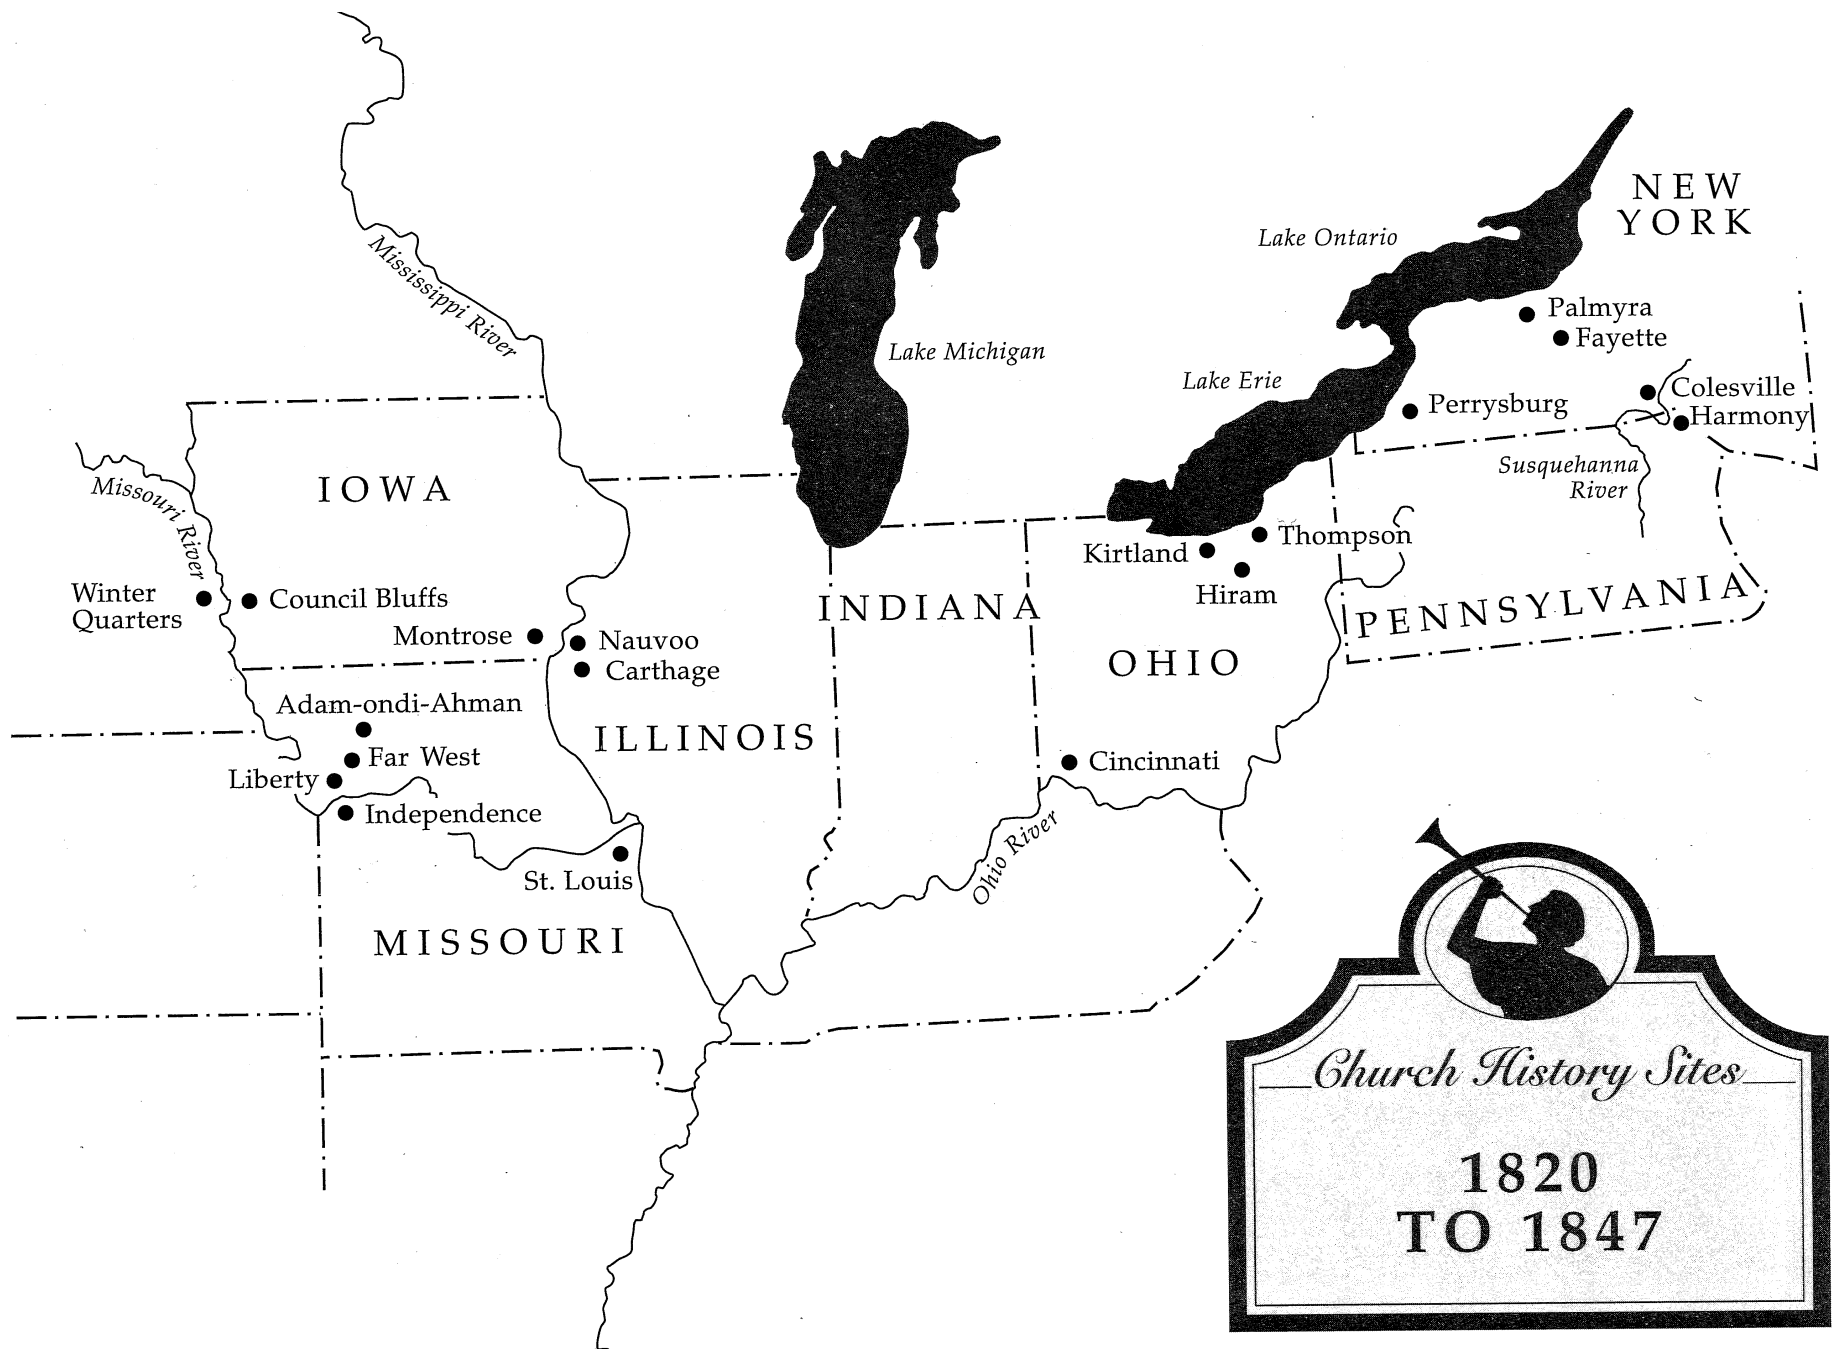 NEW
YORK
Lake Ontario
Mississippi River
Palmyra
Fayette
Lake Michigan
Lake Erie
Colesville
Perrysburg
Harmony
IOWA
Missouri River
Susquehanna
River
Thompson
Kirtland
Hiram
Winter
Quarters
Council Bluffs
INDIANA
PENNSYLVANIA
Montrose
Nauvoo
Carthage
OHIO
Adam-ondi-Ahman
ILLINOIS
Far West
Liberty
Cincinnati
Independence
Ohio River
St. Louis
MISSOURI
Church History Sites
1820
TO 1847